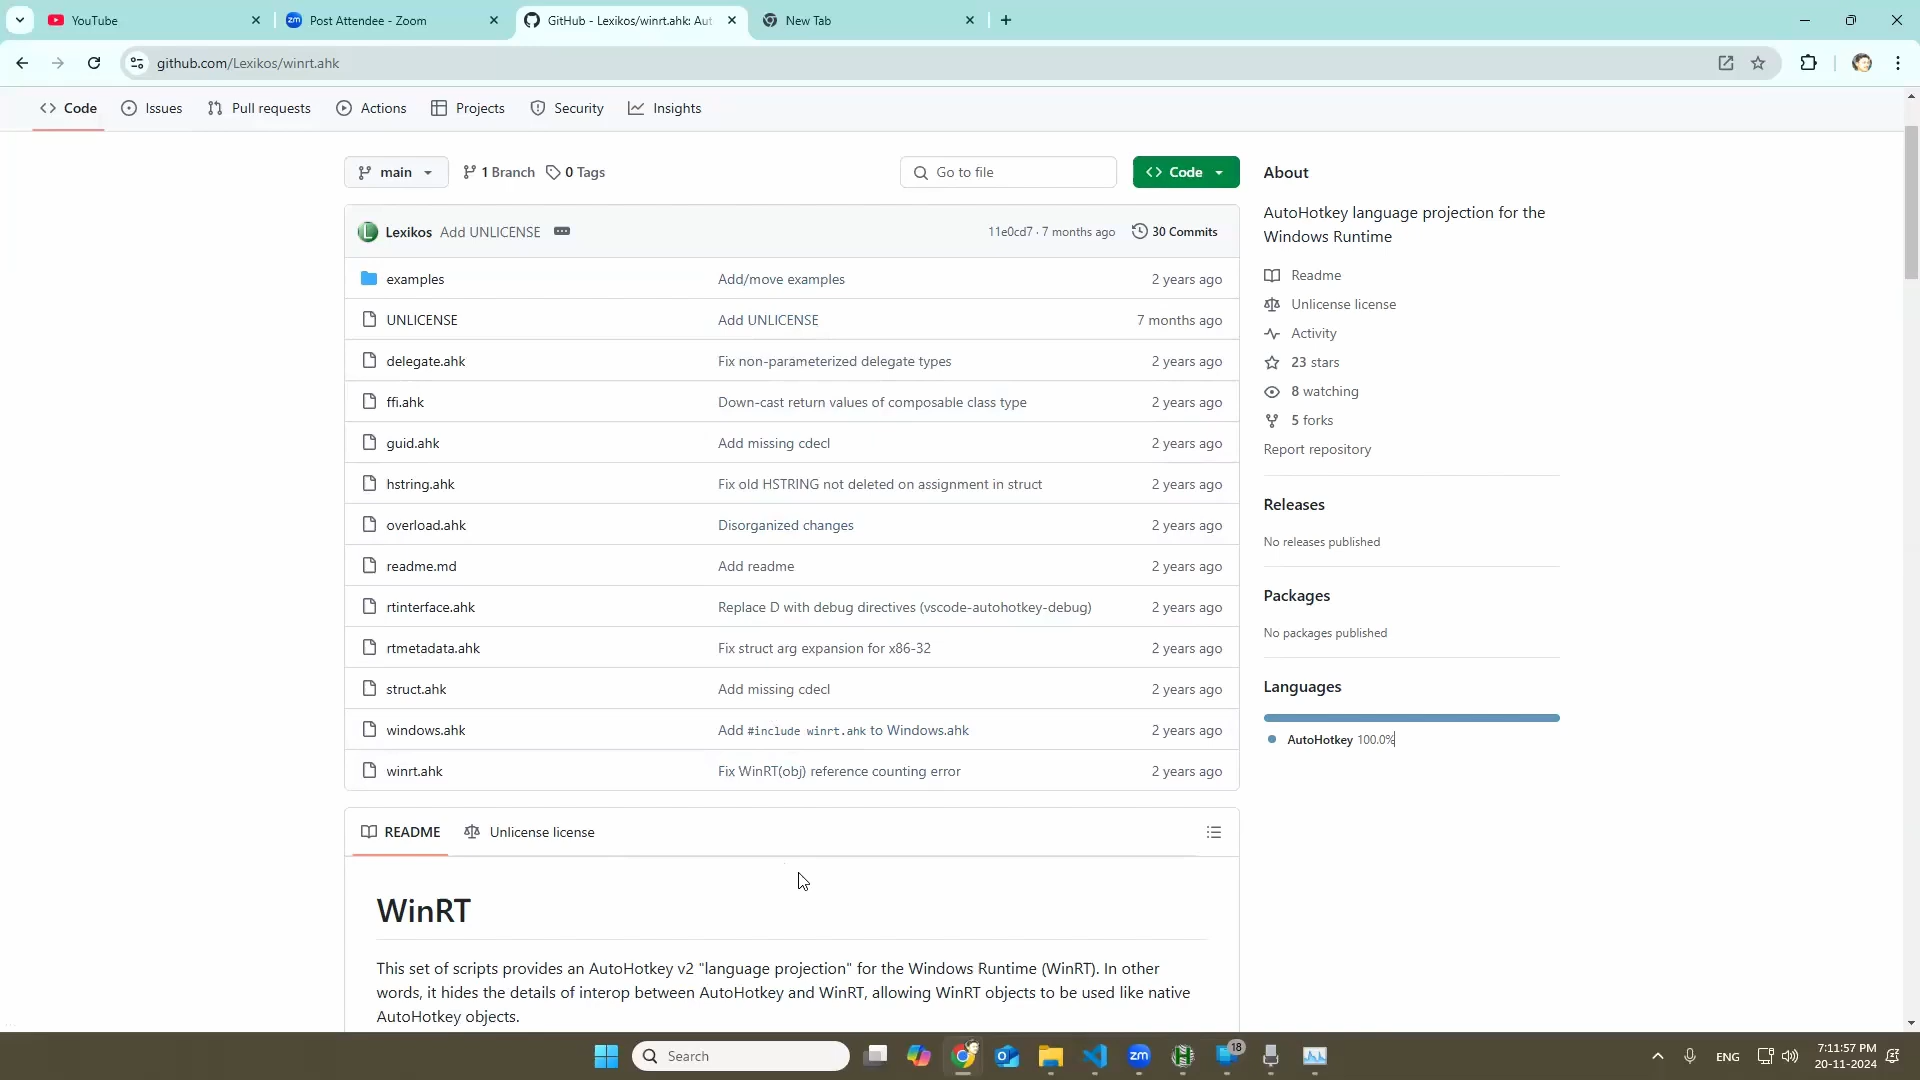 YouTube
Post Attendee - Zoom
GitHub - Lexikos/winrt.ahk: Aut
New Tab
github.com/Lexikos/winrt.ahk
Code
Issues
Pull requests
Actions
Projects
Security
Insights
main
1 Branch
0 Tags
Go to file
Code
Lexikos Add UNLICENSE
11e0cd7 · 7 months ago
30 Commits
examples Add/move examples 2 years ago
UNLICENSE Add UNLICENSE 7 months ago
delegate.ahk Fix non-parameterized delegate types 2 years ago
ffi.ahk Down-cast return values of composable class type 2 years ago
guid.ahk Add missing cdecl 2 years ago
hstring.ahk Fix old HSTRING not deleted on assignment in struct 2 years ago
overload.ahk Disorganized changes 2 years ago
readme.md Add readme 2 years ago
rtinterface.ahk Replace D with debug directives (vscode-autohotkey-debug) 2 years ago
rtmetadata.ahk Fix struct arg expansion for x86-32 2 years ago
struct.ahk Add missing cdecl 2 years ago
windows.ahk Add #include winrt.ahk to Windows.ahk 2 years ago
winrt.ahk Fix WinRT(obj) reference counting error 2 years ago
README
Unlicense license
WinRT
This set of scripts provides an AutoHotkey v2 "language projection" for the Windows Runtime (WinRT). In other
words, it hides the details of interop between AutoHotkey and WinRT, allowing WinRT objects to be used like native
AutoHotkey objects.
About
AutoHotkey language projection for the
Windows Runtime
Readme
Unlicense license
Activity
23 stars
8 watching
5 forks
Report repository
Releases
No releases published
Packages
No packages published
Languages
AutoHotkey 100.0%
Search
zm
18
ENG
7:11:57 PM
20-11-2024